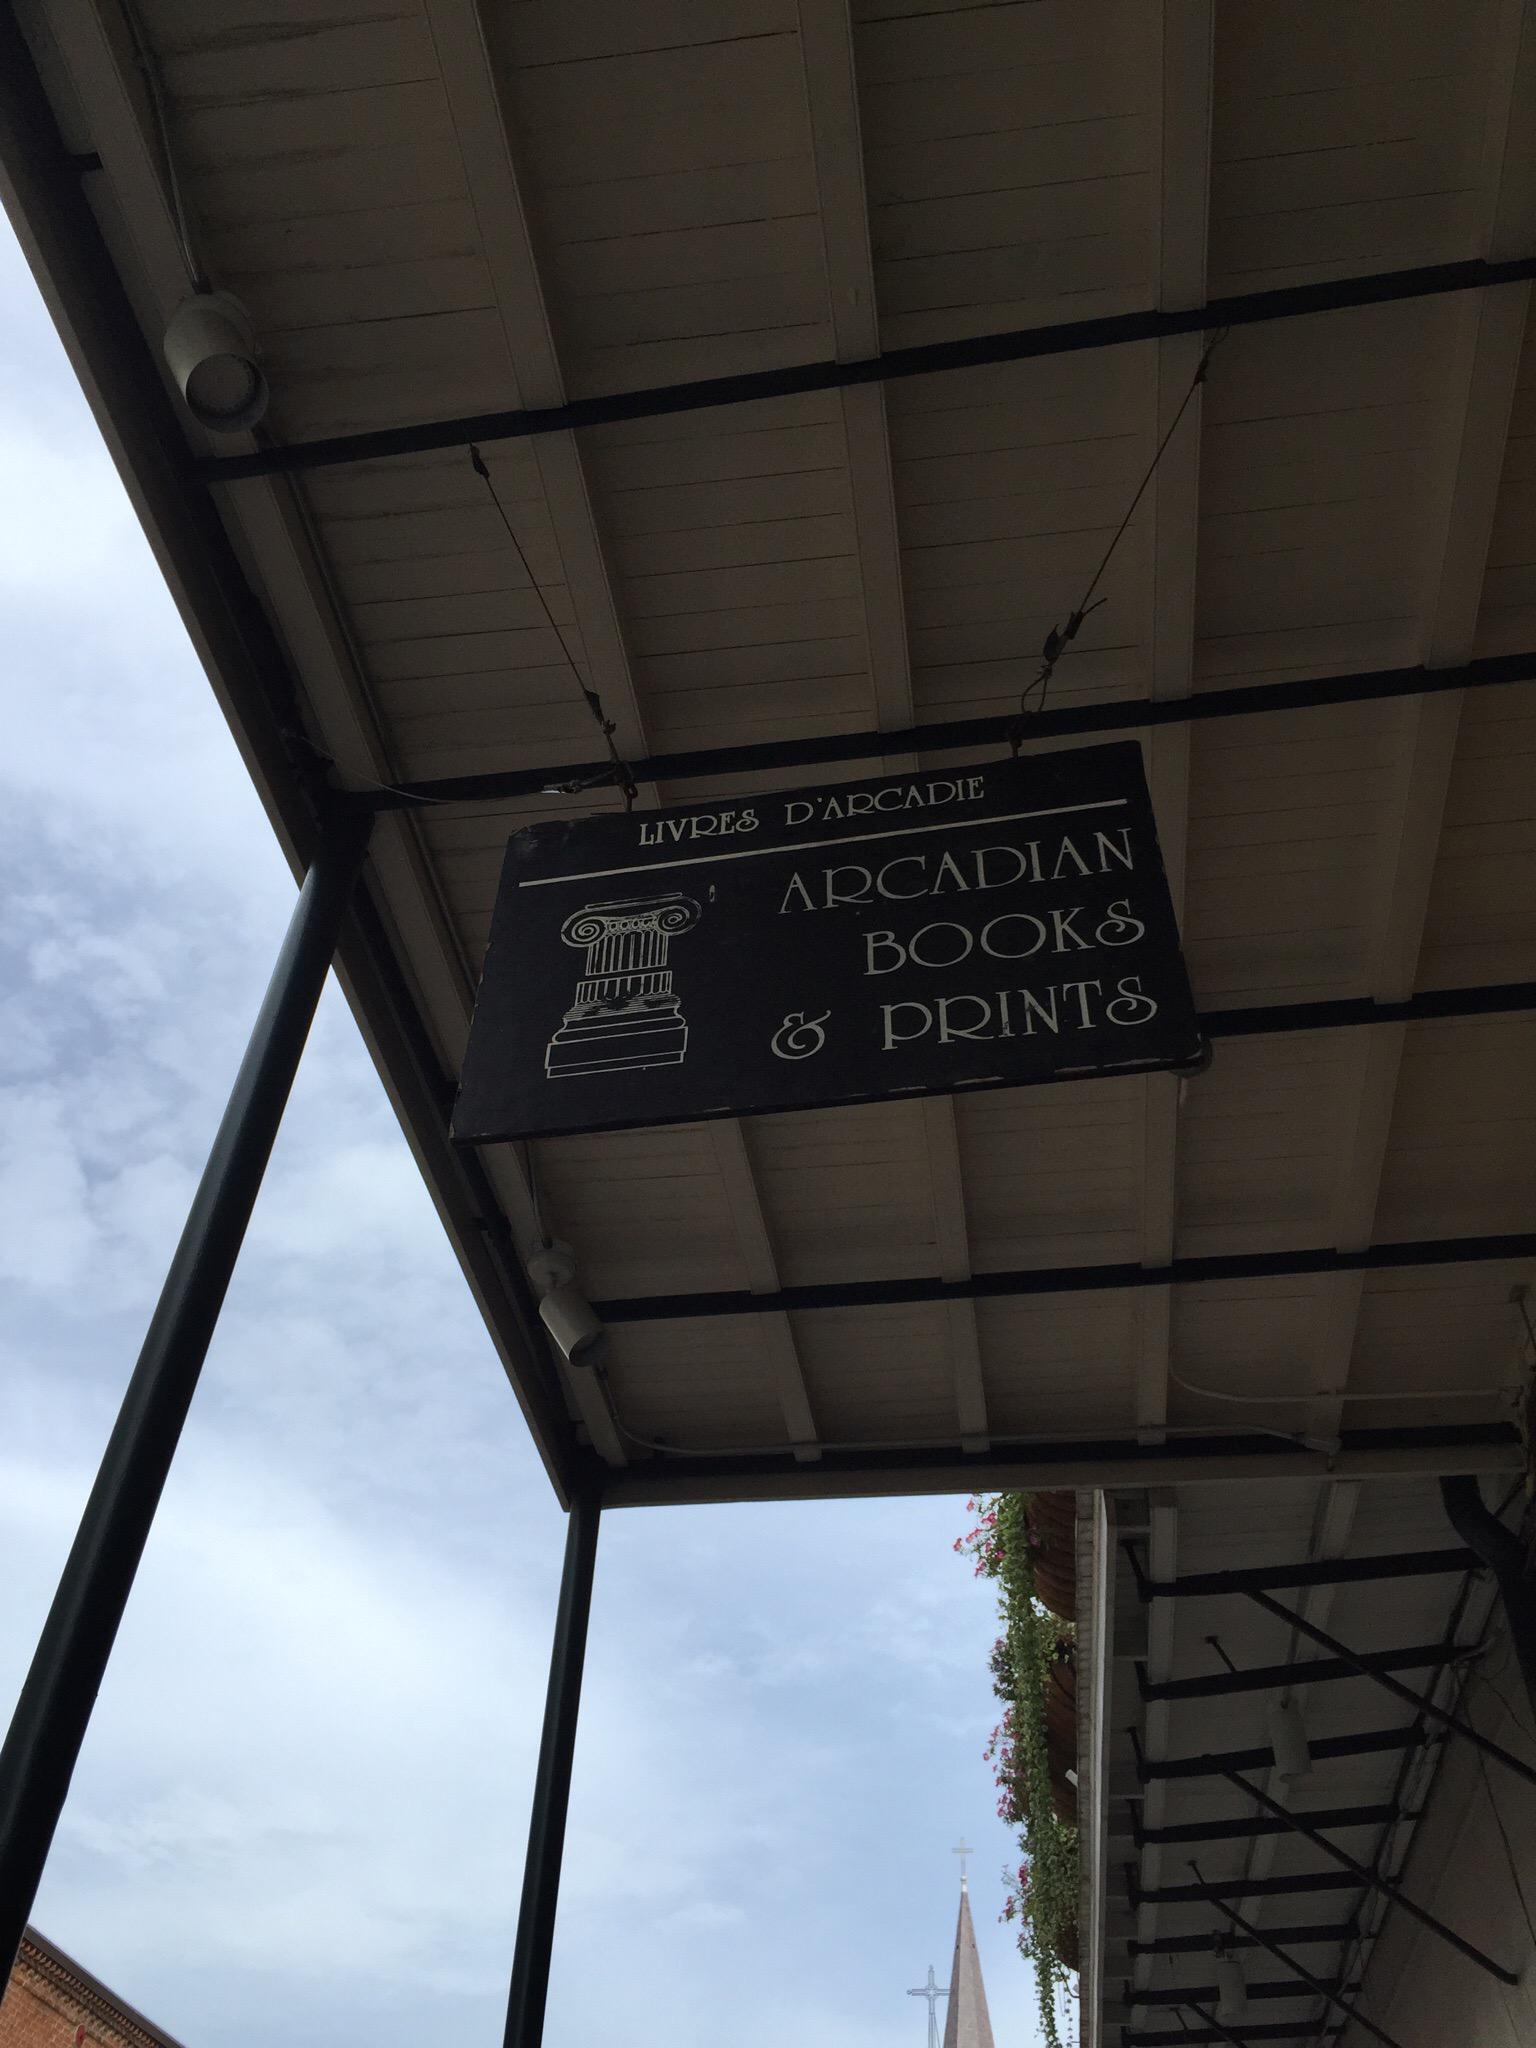 LIVRES D'ARCADIE
ARCADIAN
BOOKS
& PRINTS